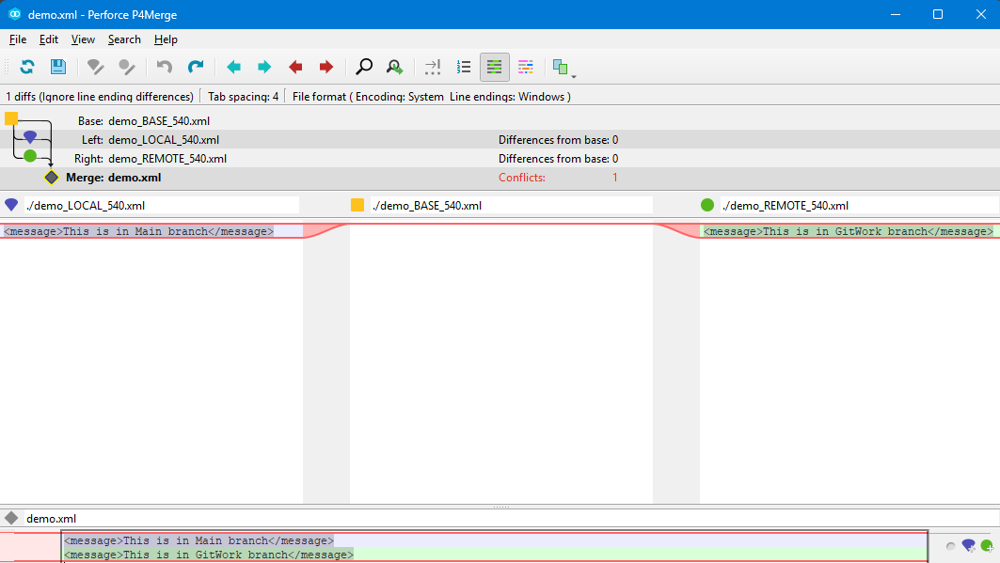 demo.xml - Perforce P4Merge
File Edit View Search Help
1 diffs (Ignore line ending differences) Tab spacing: 4 File format ( Encoding: System Line endings: Windows )
Base: demo_BASE_540.xml
Left: demo_LOCAL_540.xml Differences from base: 0
Right: demo_REMOTE_540.xml Differences from base: 0
Merge: demo.xml Conflicts: 1
./demo_LOCAL_540.xml ./demo_BASE_540.xml ./demo_REMOTE_540.xml
<message>This is in Main branch</message> <message>This is in GitWork branch</message>
demo.xml
<message>This is in Main branch</message>
<message>This is in GitWork branch</message>